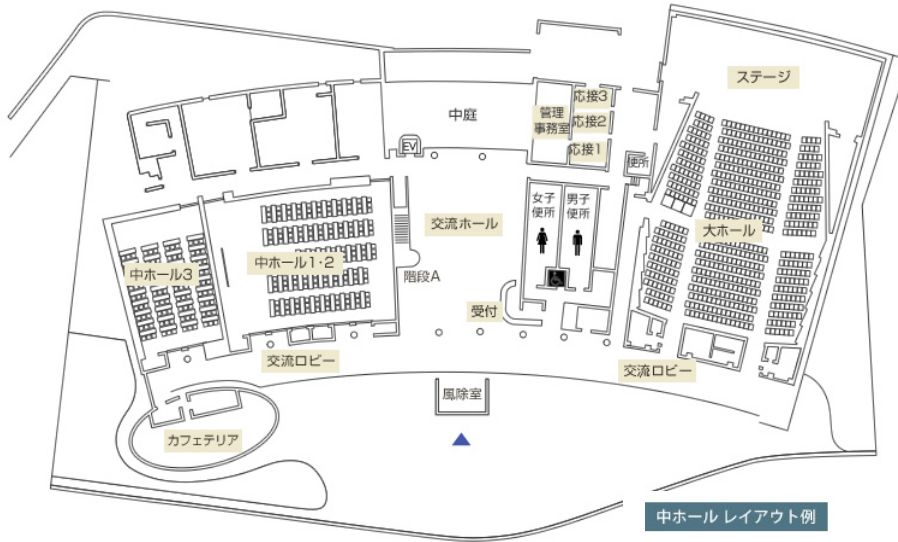 ステージ
応接3
管理
事務室
応接2
応接1
中庭
EV
便所
女子
便所
男子
便所
交流ホール
大ホール
中ホール3
中ホール1・2
階段A
受付
交流ロビー
交流ロビー
風除室
カフェテリア
中ホール レイアウト例